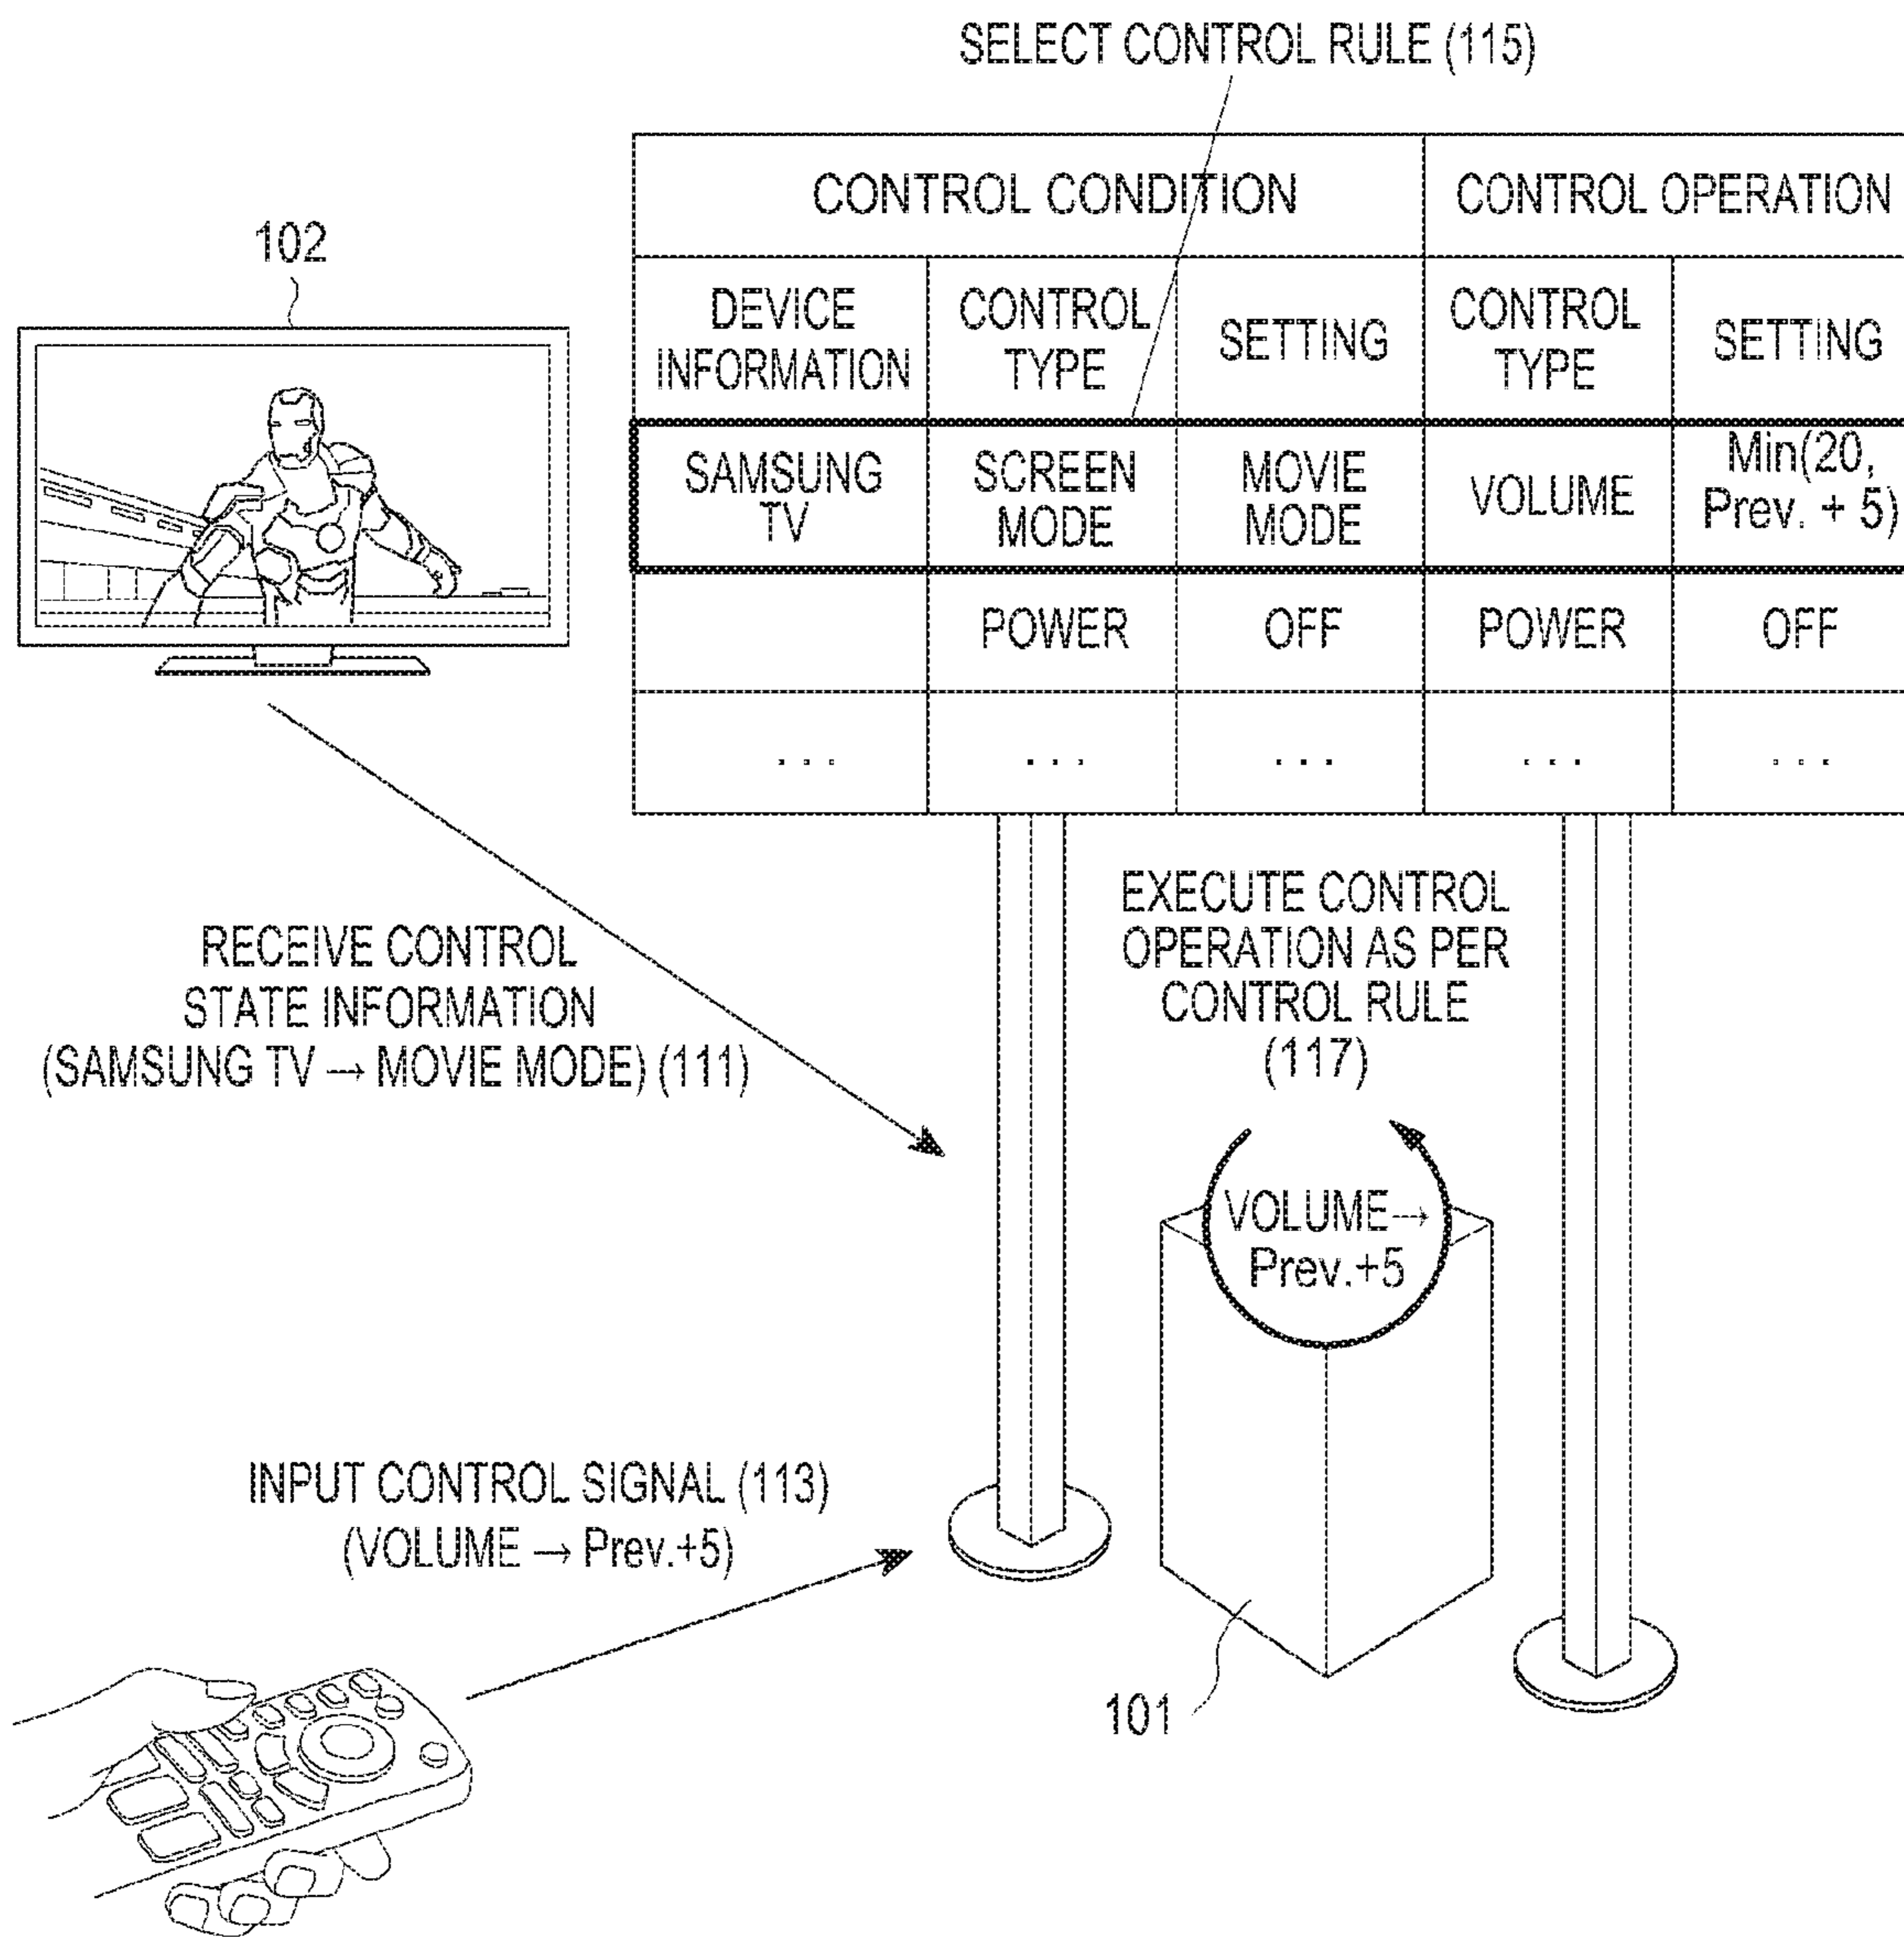 SELECT CONTROL RULE (115)
CONTROL CONDITION
CONTROL OPERATION
102
DEVICE
INFORMATION
CONTROL
TYPE
SETTING
CONTROL
TYPE
SETTING
SAMSUNG
TV
SCREEN
MODE
MOVIE
MODE
VOLUME
Min(20,
Prev. + 5)
POWER
OFF
POWER
OFF
...
...
...
...
...
RECEIVE CONTROL
STATE INFORMATION
(SAMSUNG TV → MOVIE MODE) (111)
EXECUTE CONTROL
OPERATION AS PER
CONTROL RULE
(117)
VOLUME→
Prev.+5
INPUT CONTROL SIGNAL (113)
(VOLUME → Prev.+5)
101